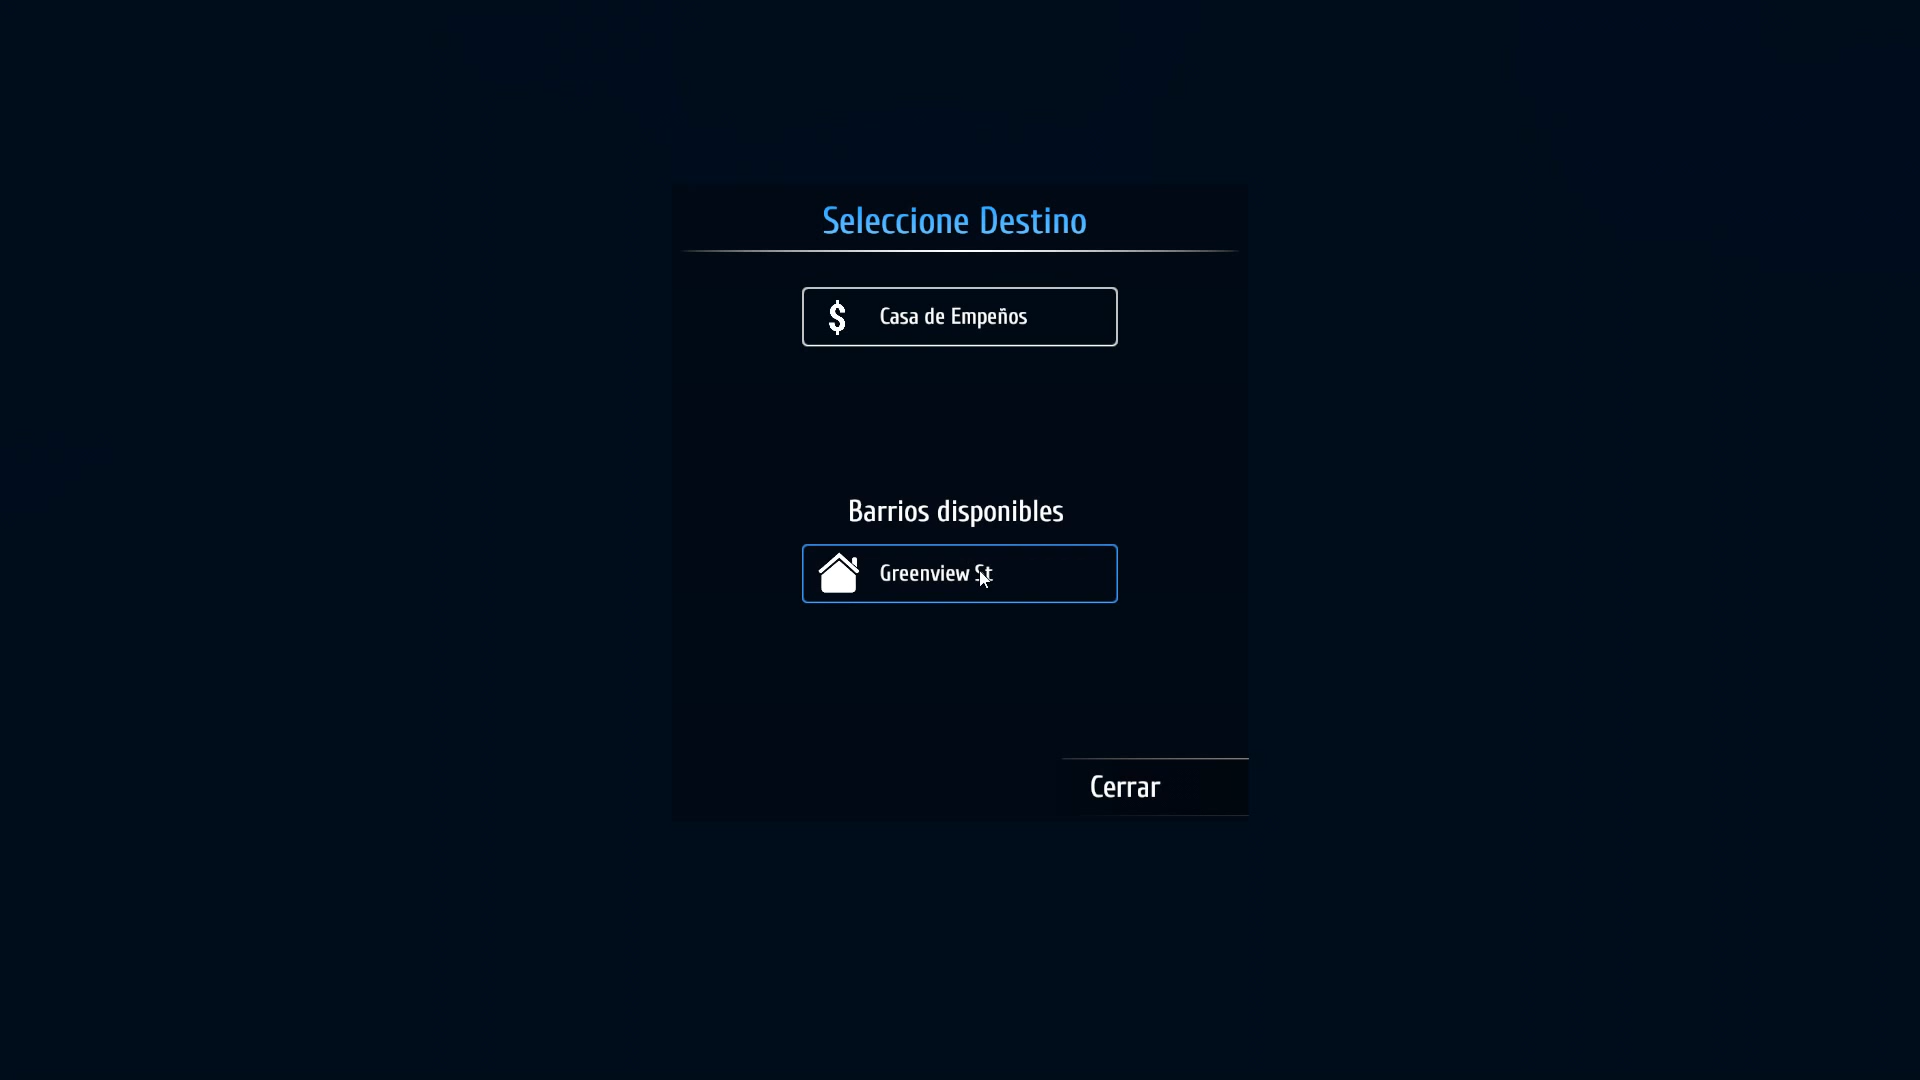 Seleccione Destino
$ Casa de Empeños
Barrios disponibles
Greenview St
Cerrar